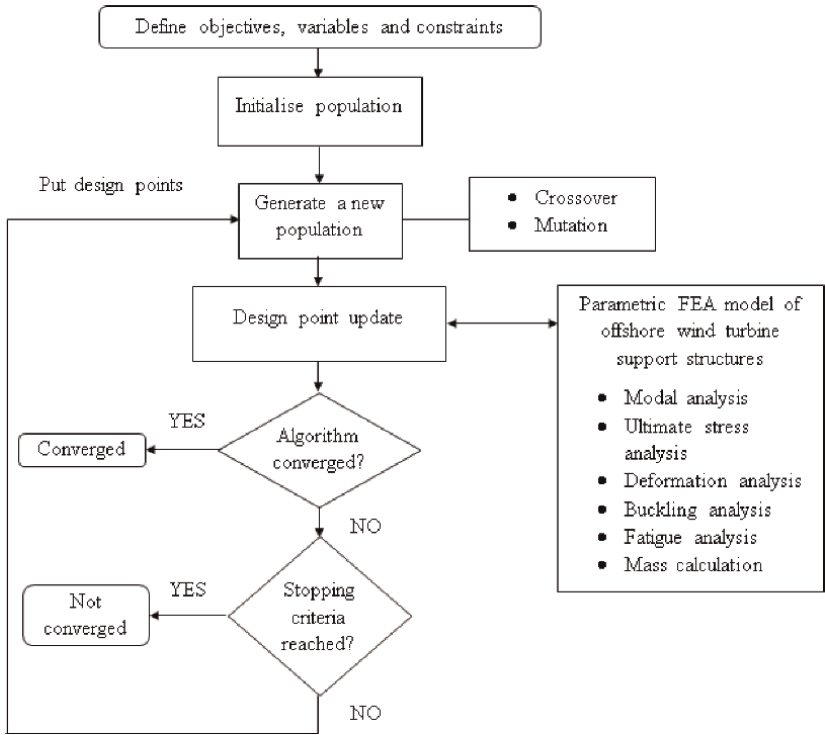 Define objectives, variables and constraints
Initialise population
Put design points
Generate a new
population
• Crossover
• Mutation
Design point update
Parametric FEA model of
offshore wind turbine
support structures
• Modal analysis
• Ultimate stress
analysis
• Deformation analysis
• Buckling analysis
• Fatigue analysis
• Mass calculation
YES
Converged
Algorithm
converged?
NO
YES
Not
converged
Stopping
criteria
reached?
NO